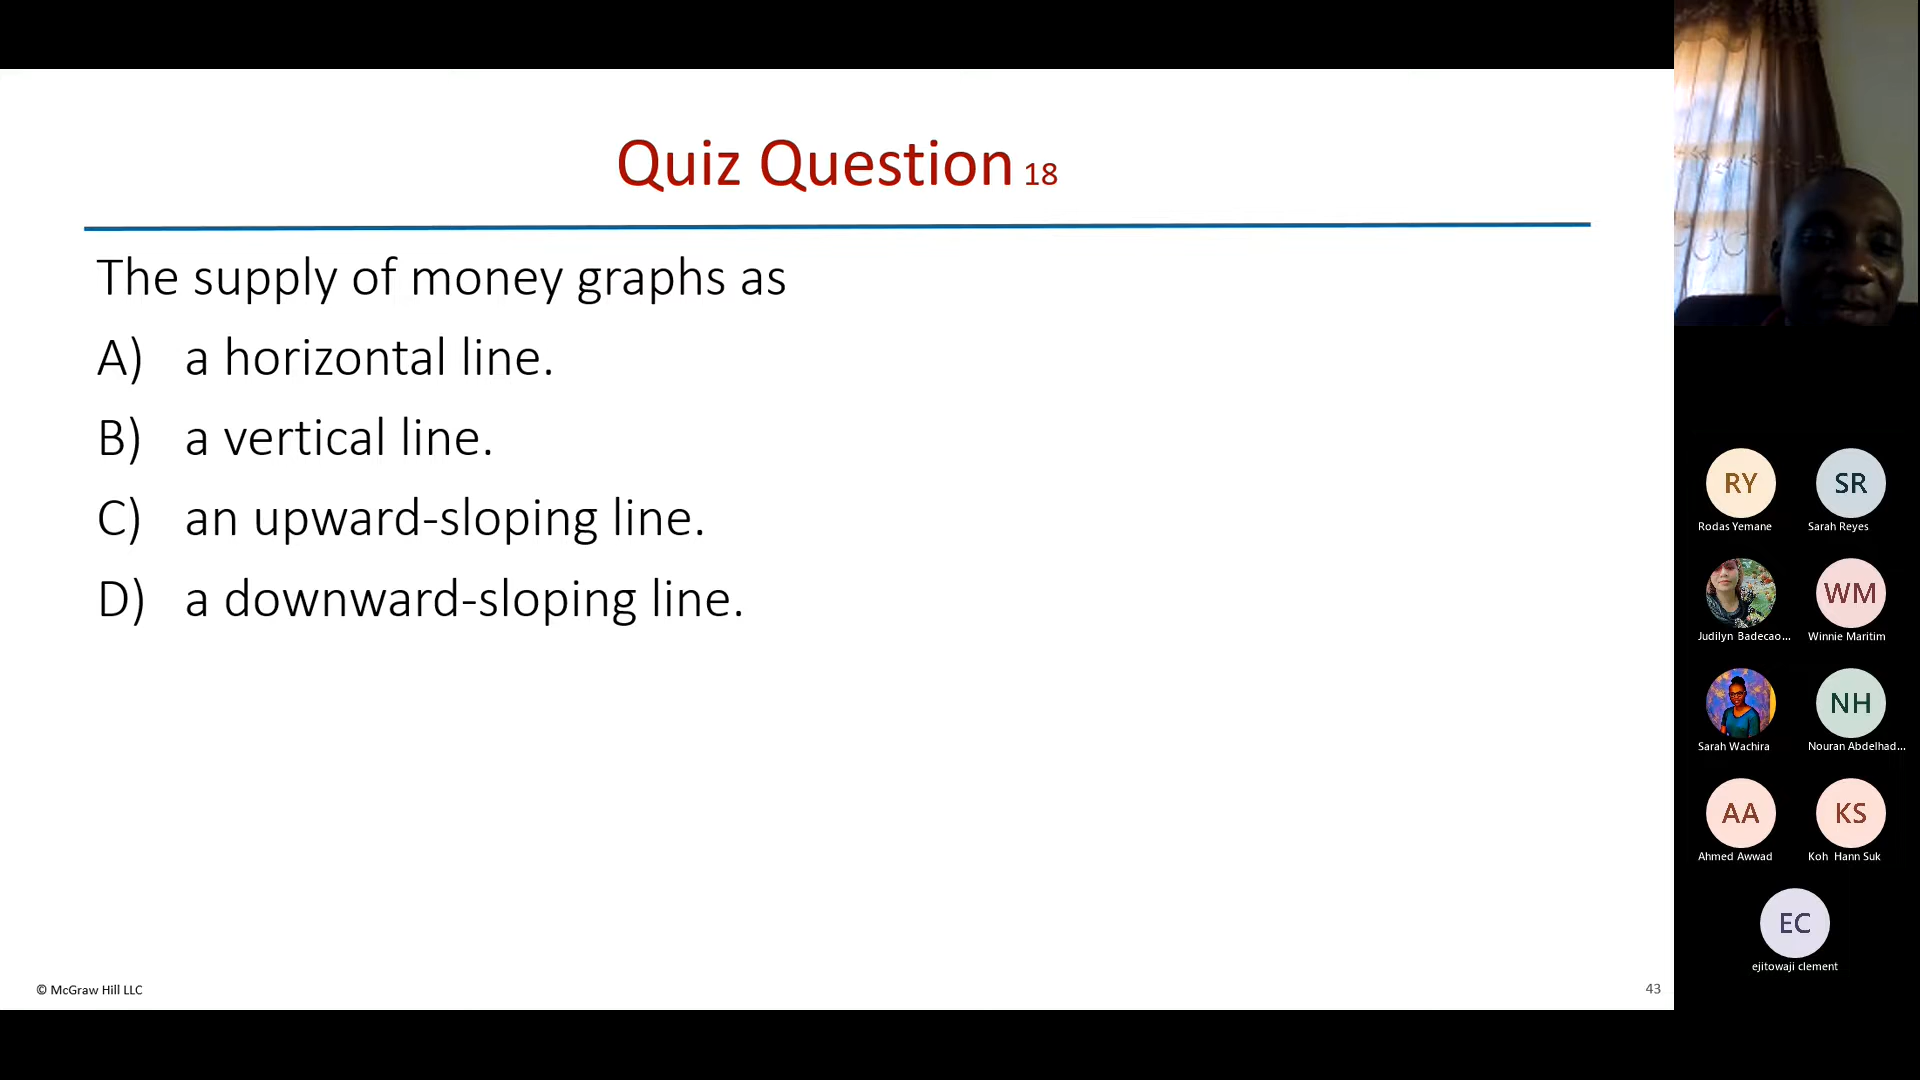 Quiz Question 18
The supply of money graphs as
A) a horizontal line.
B) a vertical line.
C) an upward-sloping line.
D) a downward-sloping line.
© McGraw Hill LLC
43
RY
Rodas Yemane
SR
Sarah Reyes
Judilyn Badecao...
WM
Winnie Maritim
Sarah Wachira
NH
Nouran Abdelhad...
AA
Ahmed Awwad
KS
Koh Hann Suk
EC
ejitowaji clement